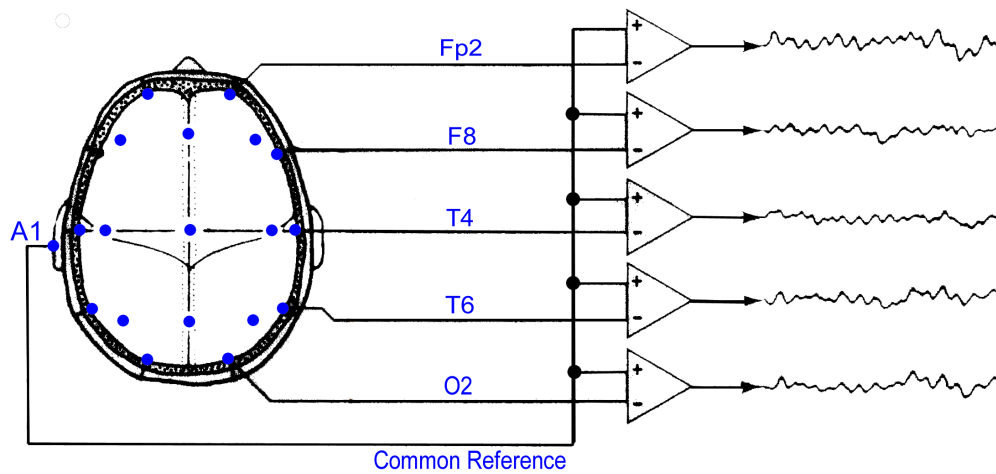 Fp2
+
-
F8
+
-
A1
T4
+
-
T6
+
-
O2
+
-
Common Reference